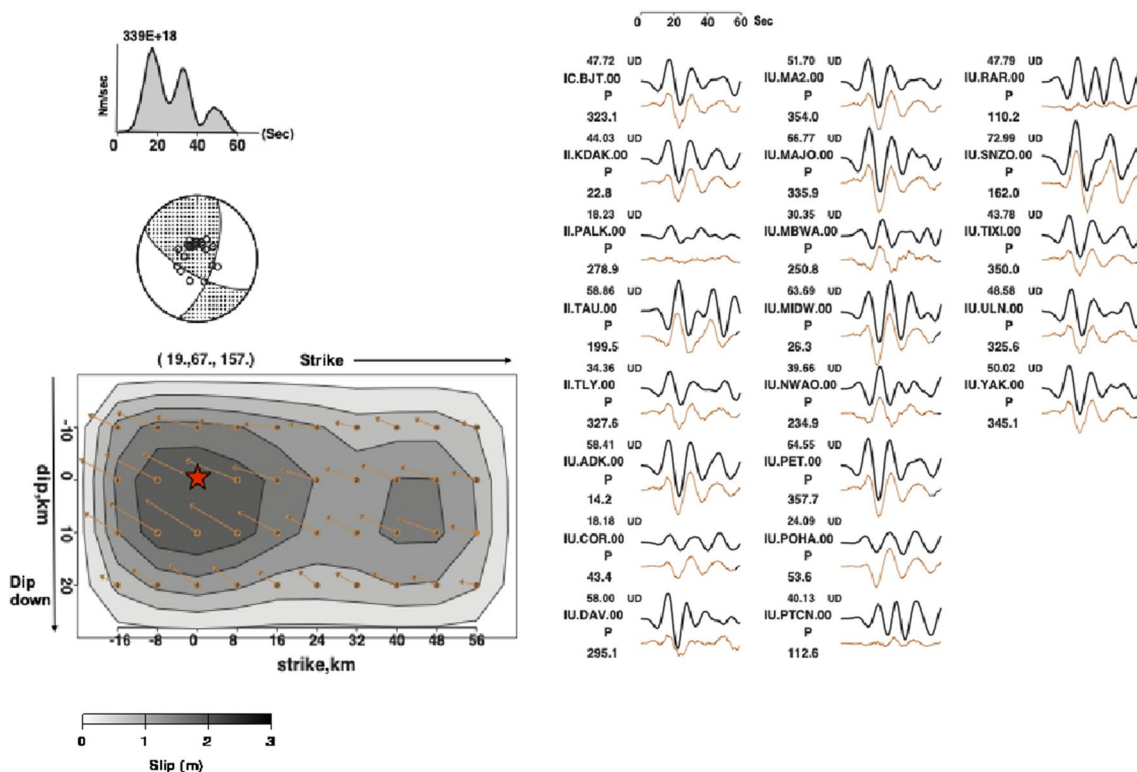 339E+18
Nm/sec
0 20 40 60 (Sec)
( 19.,67., 157.) Strike
dip,km
-10 0 10 20
Dip
down
-16 -8 0 8 16 24 32 40 48 56
strike,km
0 1 2 3
Slip (m)
0 20 40 60 Sec
47.72 UD
IC.BJT.00
P
323.1
44.03 UD
II.KDAK.00
P
22.8
18.23 UD
II.PALK.00
P
278.9
58.86 UD
II.TAU.00
P
199.5
34.36 UD
II.TLY.00
P
327.6
58.41 UD
IU.ADK.00
P
14.2
18.18 UD
IU.COR.00
P
43.4
58.00 UD
IU.DAV.00
P
295.1
51.70 UD
IU.MA2.00
P
354.0
66.77 UD
IU.MAJO.00
P
335.9
30.35 UD
IU.MBWA.00
P
250.8
63.69 UD
IU.MIDW.00
P
26.3
39.66 UD
IU.NWAO.00
P
234.9
64.55 UD
IU.PET.00
P
357.7
24.09 UD
IU.POHA.00
P
53.6
40.13 UD
IU.PTCN.00
P
112.6
47.79 UD
IU.RAR.00
P
110.2
72.99 UD
IU.SNZO.00
P
162.0
43.78 UD
IU.TIXI.00
P
350.0
48.58 UD
IU.ULN.00
P
325.6
50.02 UD
IU.YAK.00
P
345.1